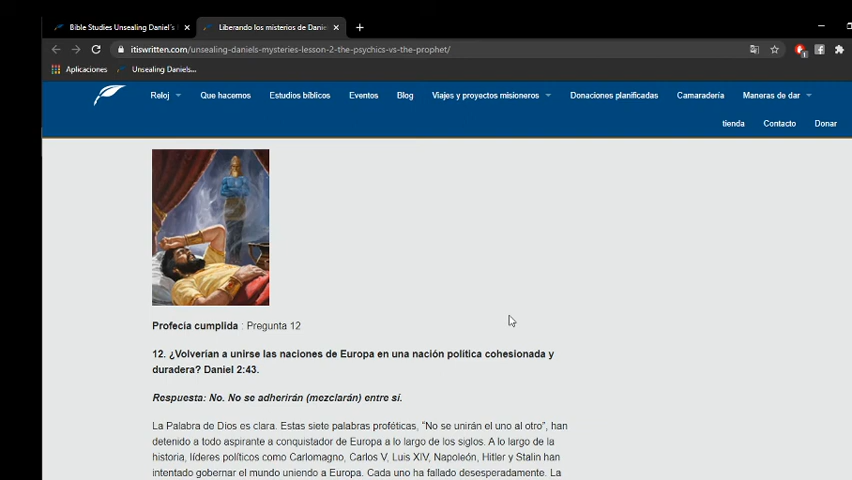 Bible Studies Unsealing Daniel's
Liberando los misterios de Danie
itiswritten.com/unsealing-daniels-mysteries-lesson-2-the-psychics-vs-the-prophet/
Aplicaciones
Unsealing Daniels...
Reloj
Que hacemos
Estudios bíblicos
Eventos
Blog
Viajes y proyectos misioneros
Donaciones planificadas
Camaradería
Maneras de dar
tienda
Contacto
Donar
Profecía cumplida : Pregunta 12
12. ¿Volverían a unirse las naciones de Europa en una nación política cohesionada y
duradera? Daniel 2:43.
Respuesta: No. No se adherirán (mezclarán) entre sí.
La Palabra de Dios es clara. Estas siete palabras proféticas, “No se unirán el uno al otro”, han
detenido a todo aspirante a conquistador de Europa a lo largo de los siglos. A lo largo de la
historia, líderes políticos como Carlomagno, Carlos V, Luis XIV, Napoleón, Hitler y Stalin han
intentado gobernar el mundo uniendo a Europa. Cada uno ha fallado desesperadamente. La